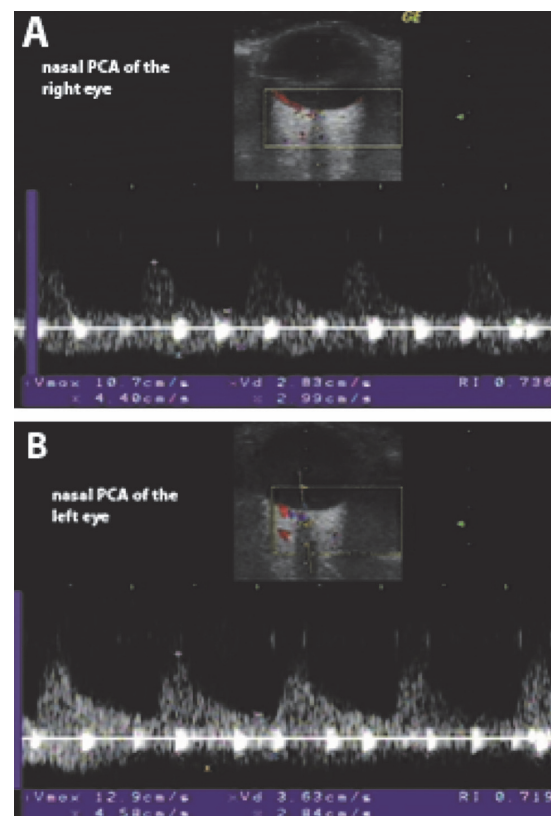 GE
A
nasal PCA of the
right eye
Vmax 10.7cm/s Vd 2.83cm/s RI 0.736
4.40cm/s 2.99cm/s
B
nasal PCA of the
left eye
Vmax 12.9cm/s Vd 3.63cm/s RI 0.719
4.58cm/s 2.84cm/s